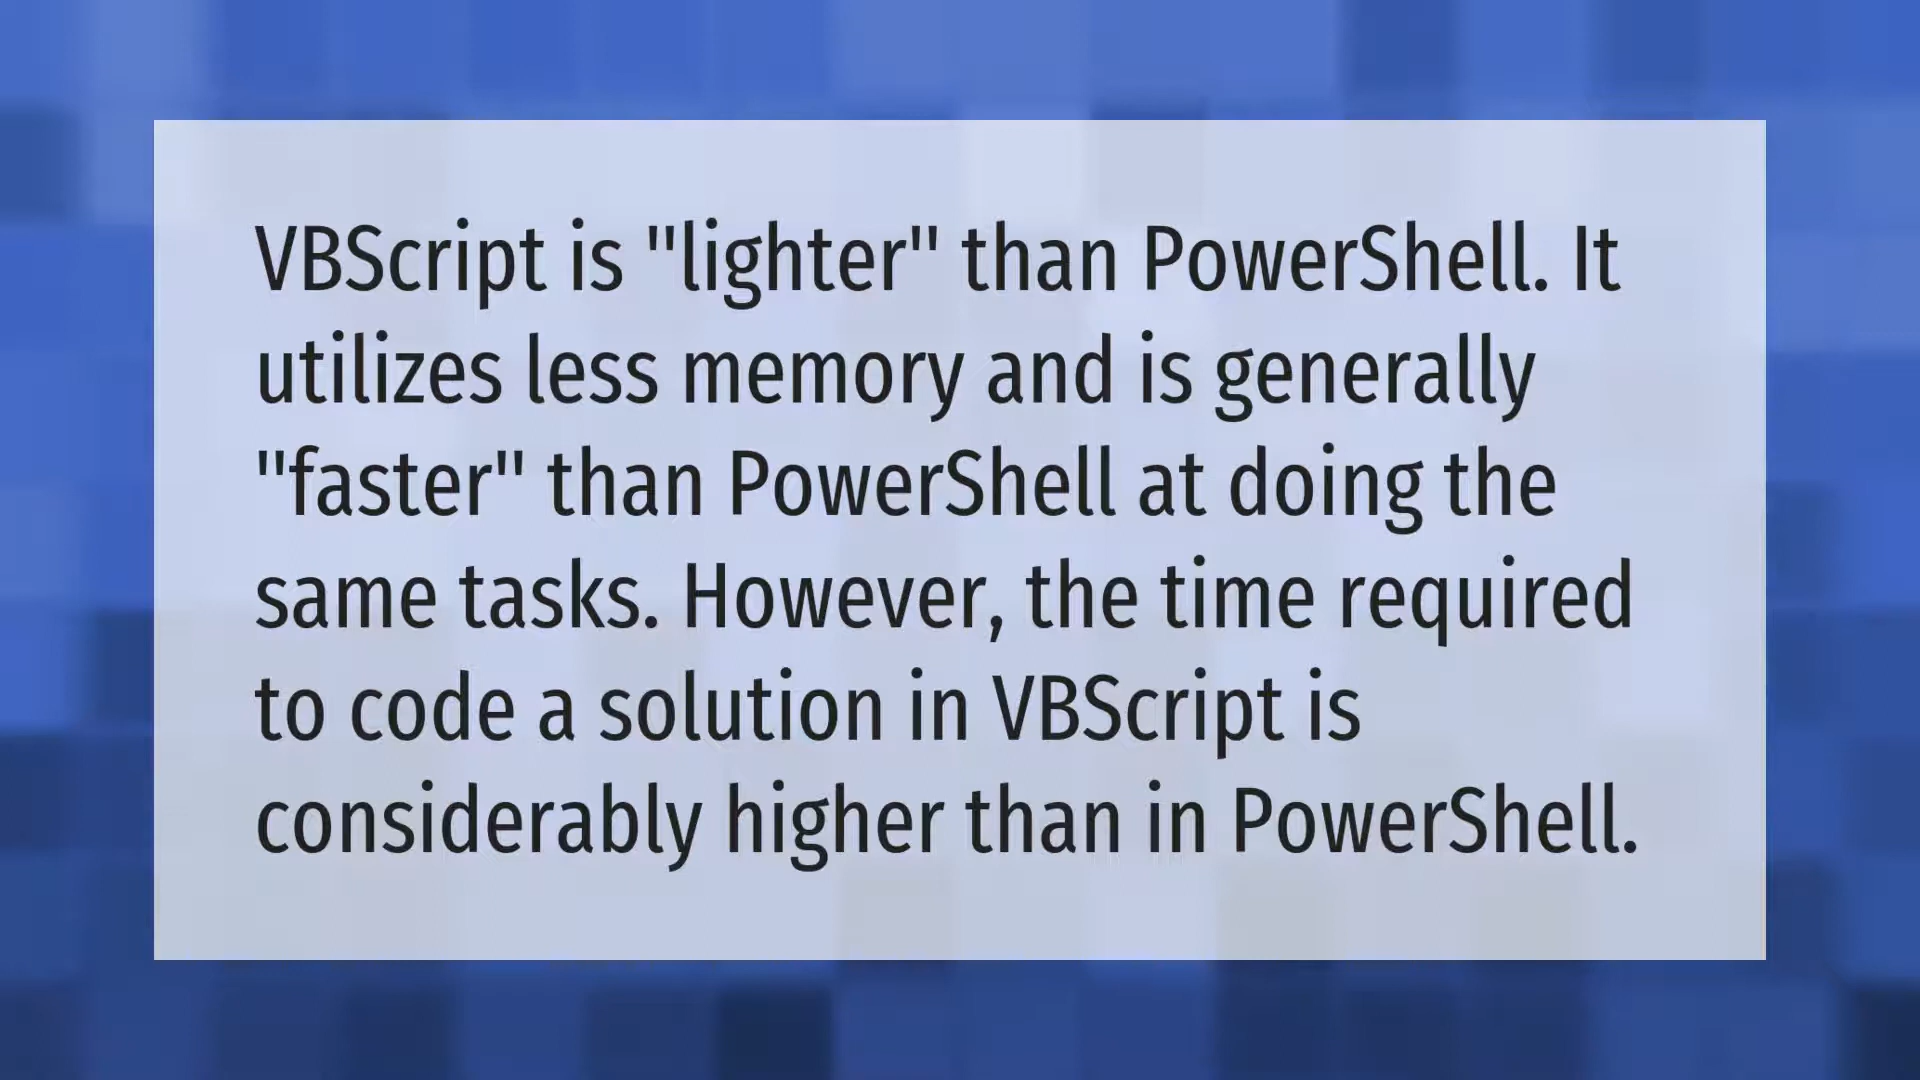 VBScript is "lighter" than PowerShell. It
utilizes less memory and is generally
"faster" than PowerShell at doing the
same tasks. However, the time required
to code a solution in VBScript is
considerably higher than in PowerShell.